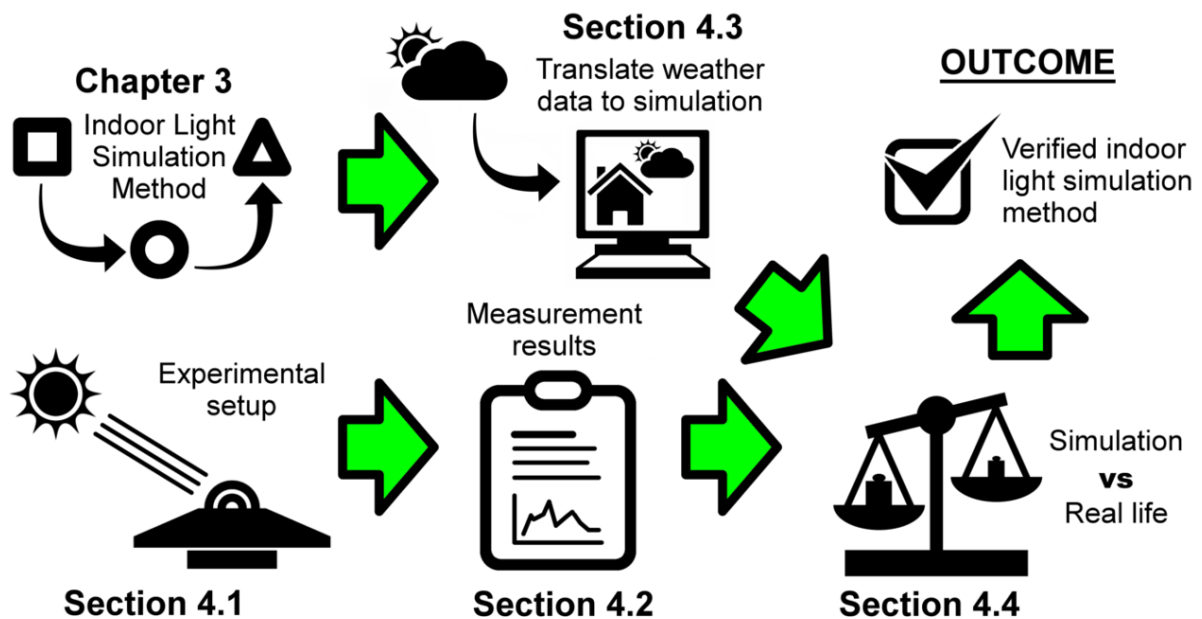 Chapter 3
Indoor Light
Simulation
Method
Section 4.3
Translate weather
data to simulation
OUTCOME
Verified indoor
light simulation
method
Experimental
setup
Section 4.1
Measurement
results
Section 4.2
Simulation
vs
Real life
Section 4.4